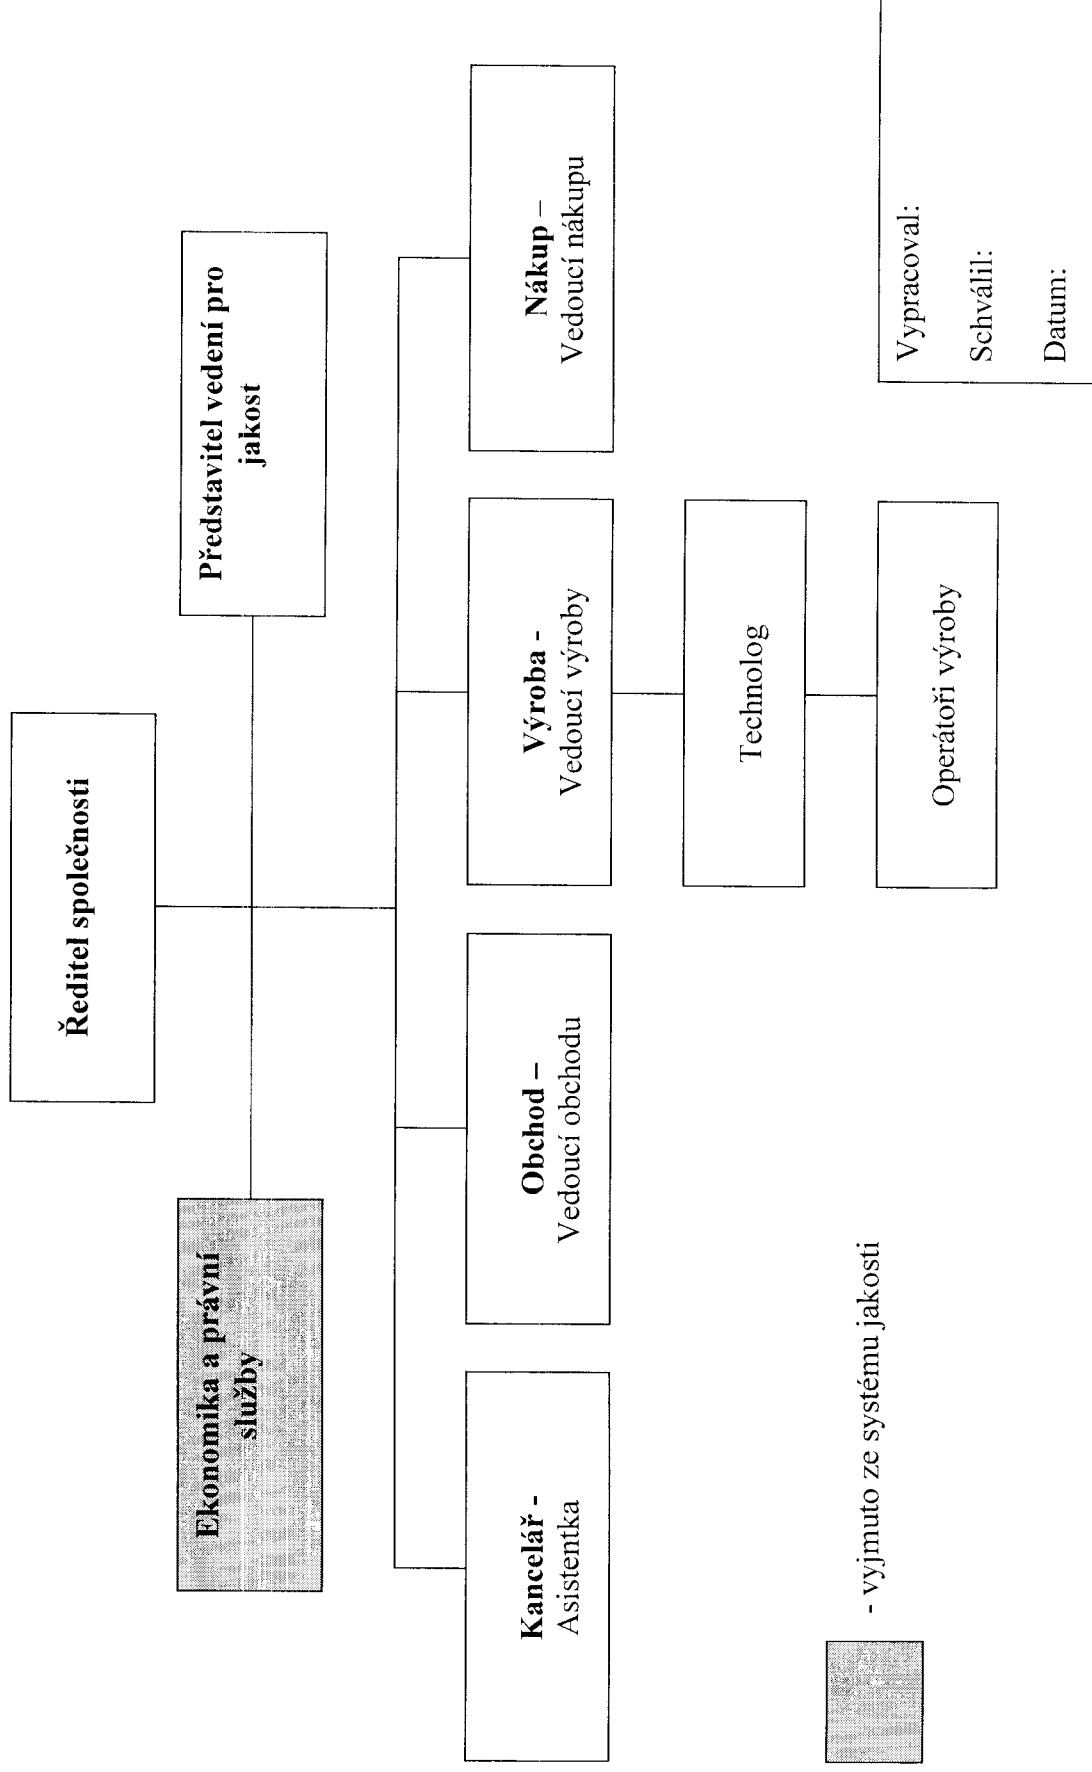 Ředitel společnosti
Ekonomika a právní
služby
Představitel vedení pro
jakost
Kancelář -
Asistentka
Obchod –
Vedoucí obchodu
Výroba -
Vedoucí výroby
Nákup –
Vedoucí nákupu
Technolog
Operátoři výroby
- vyjmuto ze systému jakosti
Vypracoval:
Schválil:
Datum: